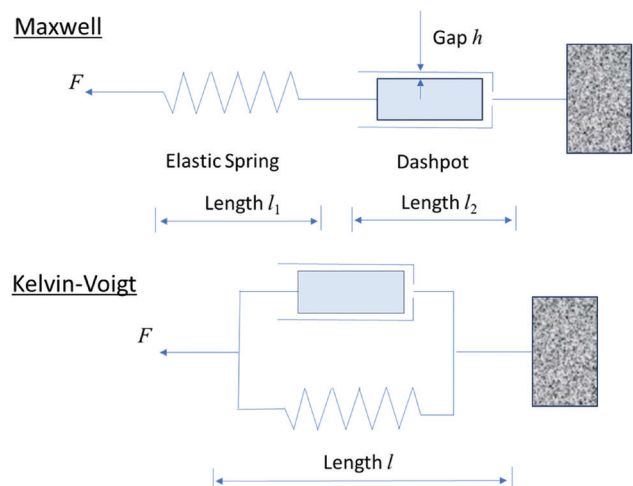 Maxwell
Gap h
F
Elastic Spring
Dashpot
Length l₁
Length l₂
Kelvin-Voigt
F
Length l